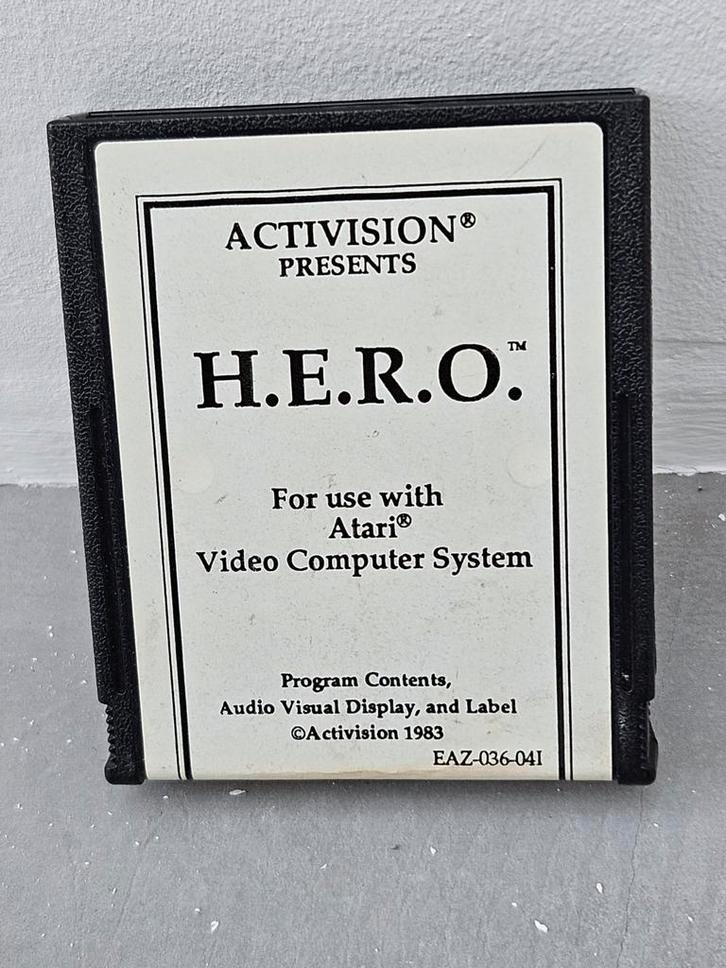 ACTIVISION®
PRESENTS
H.E.R.O.™
For use with
Atari®
Video Computer System
Program Contents,
Audio Visual Display, and Label
©Activision 1983
EAZ-036-04I